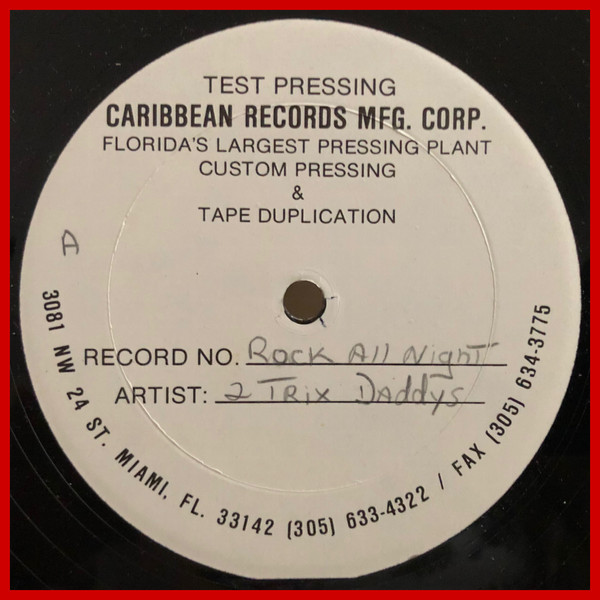 TEST PRESSING
CARIBBEAN RECORDS MFG. CORP.
FLORIDA'S LARGEST PRESSING PLANT
CUSTOM PRESSING
&
TAPE DUPLICATION
A
RECORD NO. Rock All Night
ARTIST: 2 Trix Daddys
3081 NW 24 ST. MIAMI, FL. 33142 (305) 633-4322 / FAX (305) 634-3775